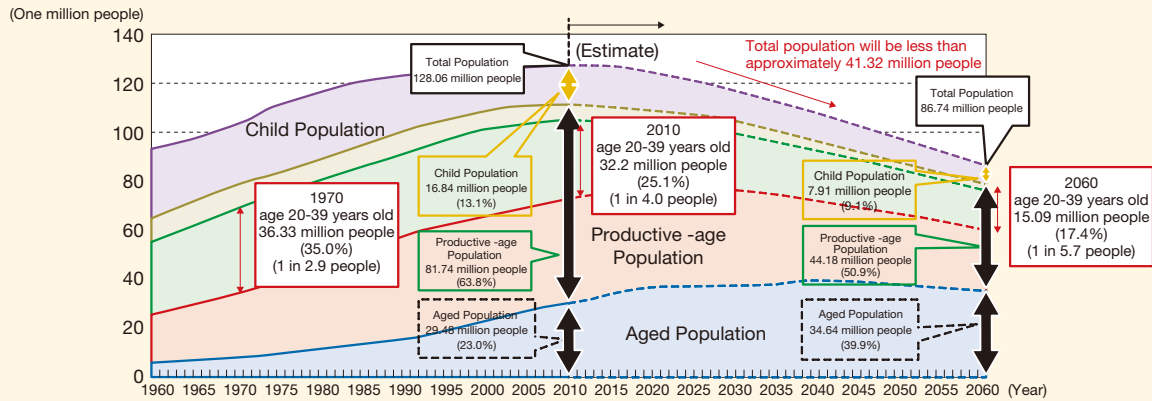 (One million people)
140
120
100
80
60
40
20
0
(Estimate)
Total population will be less than
approximately 41.32 million people
Total Population
128.06 million people
Total Population
86.74 million people
Child Population
1970
age 20-39 years old
36.33 million people
(35.0%)
(1 in 2.9 people)
Child Population
16.84 million people
(13.1%)
2010
age 20-39 years old
32.2 million people
(25.1%)
(1 in 4.0 people)
Child Population
7.91 million people
(9.1%)
2060
age 20-39 years old
15.09 million people
(17.4%)
(1 in 5.7 people)
Productive -age
Population
81.74 million people
(63.8%)
Productive -age
Population
Productive -age
Population
44.18 million people
(50.9%)
Aged Population
29.48 million people
(23.0%)
Aged Population
Aged Population
34.64 million people
(39.9%)
1960 1965 1970 1975 1980 1985 1990 1995 2000 2005 2010 2015 2020 2025 2030 2035 2040 2045 2050 2055 2060 (Year)